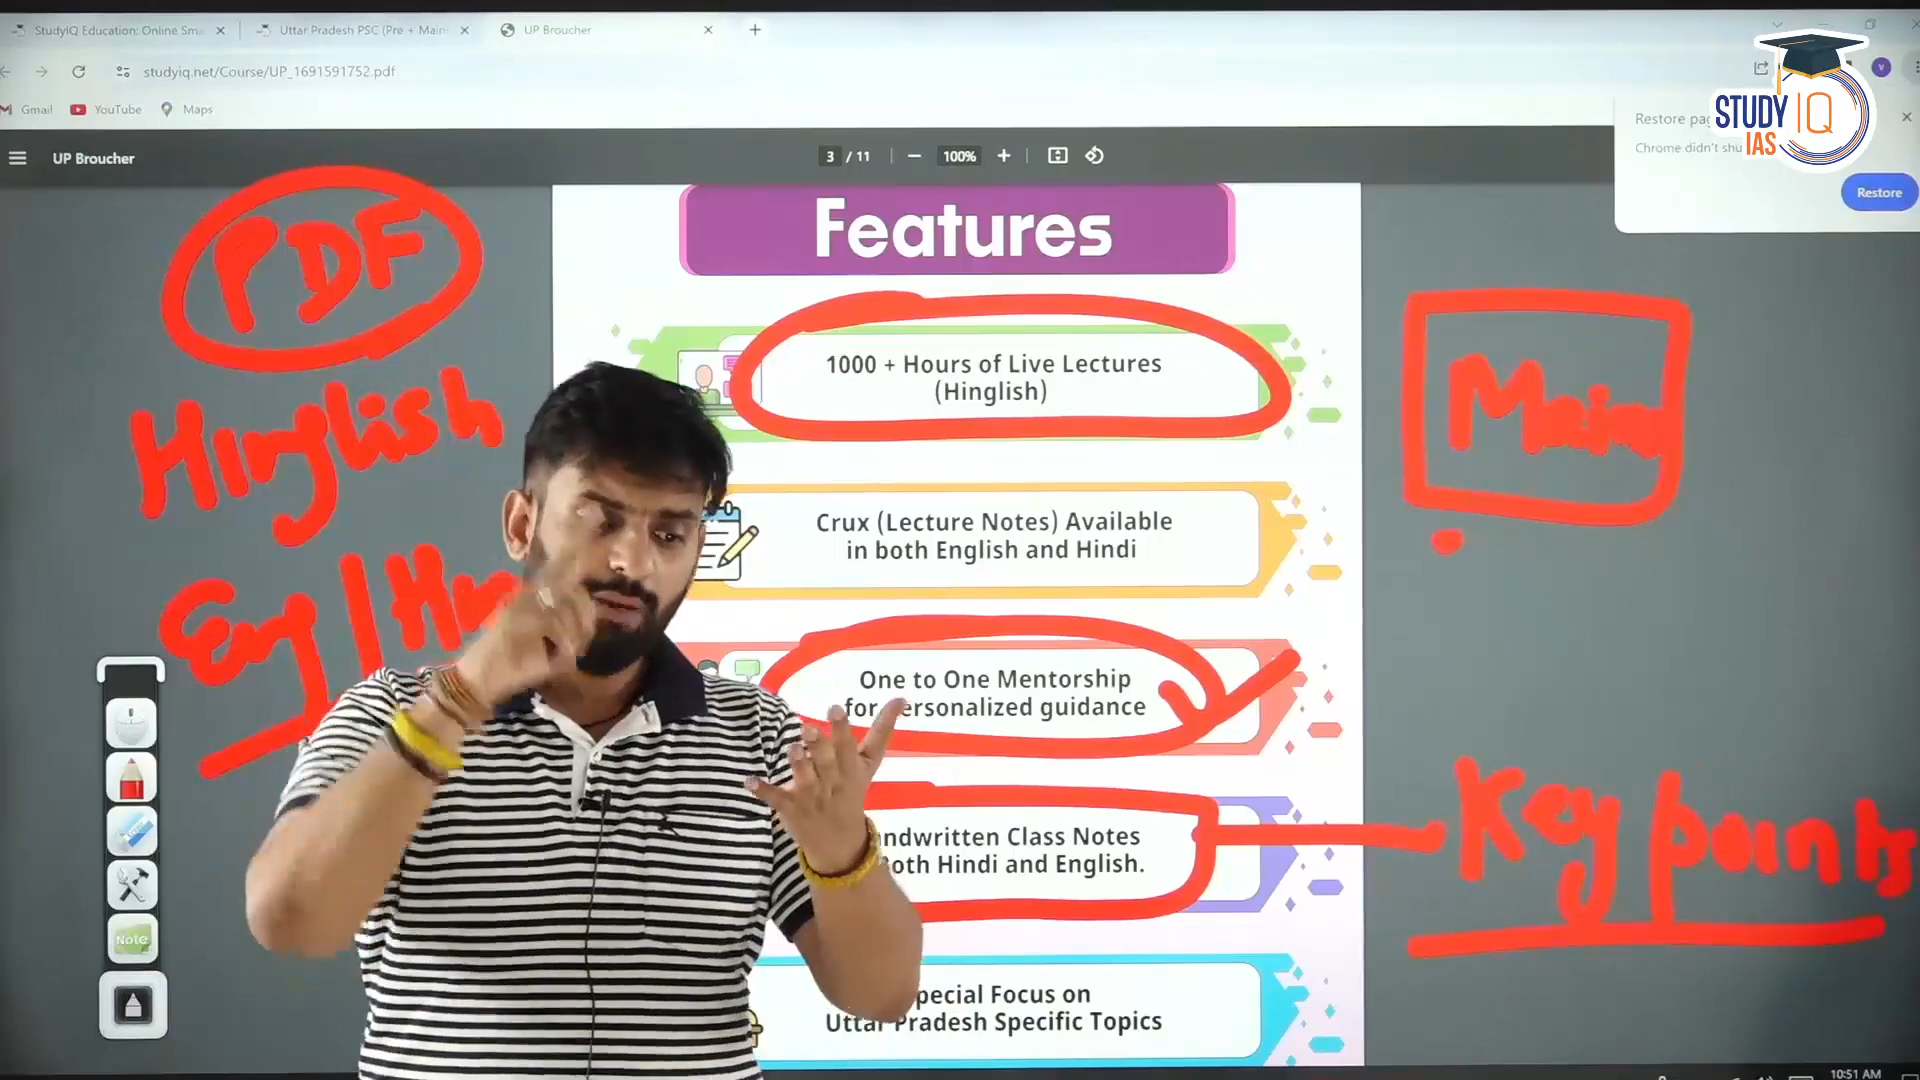 StudyIQ Education: Online Sma
Uttar Pradesh PSC (Pre + Main
UP Broucher
studyiq.net/Course/UP_1691591752.pdf
Gmail
YouTube
Maps
STUDY IQ
IAS
Restore pag
Chrome didn't shu
Restore
UP Broucher
3 / 11
100%
Features
PDF
Hinglish
Eng/Hn
1000 + Hours of Live Lectures
(Hinglish)
Main
Crux (Lecture Notes) Available
in both English and Hindi
One to One Mentorship
for personalized guidance
ndwritten Class Notes
oth Hindi and English.
Key points
pecial Focus on
Uttar Pradesh Specific Topics
Note
10:51 AM